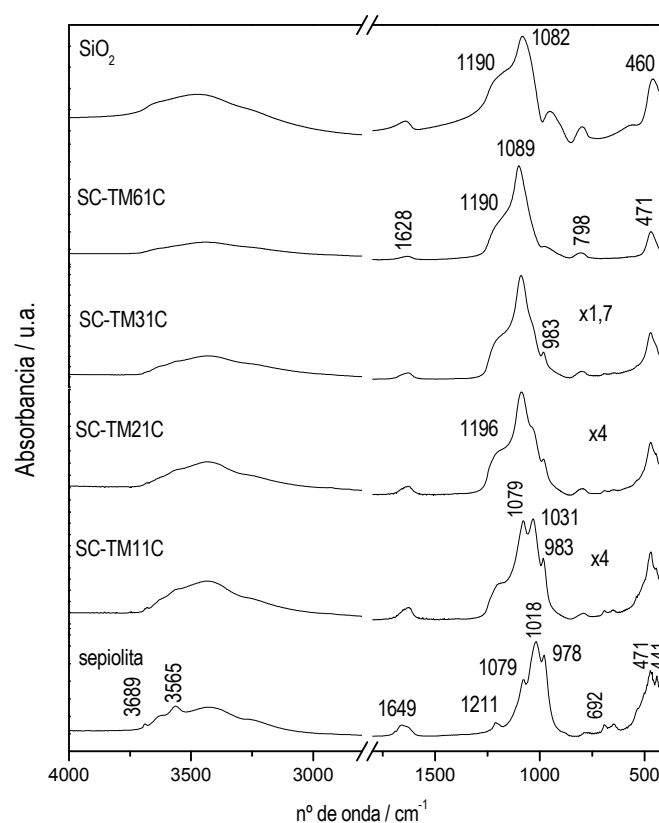 SiO2
1190
1082
460
SC-TM61C
1089
1190
1628
798
471
SC-TM31C
x1,7
983
SC-TM21C
1196
x4
SC-TM11C
1079
1031
983
x4
sepiolita
3689
3565
1649
1211
1079
1018
978
692
471
441
Absorbancia / u.a.
4000
3500
3000
1500
1000
500
nº de onda / cm-1